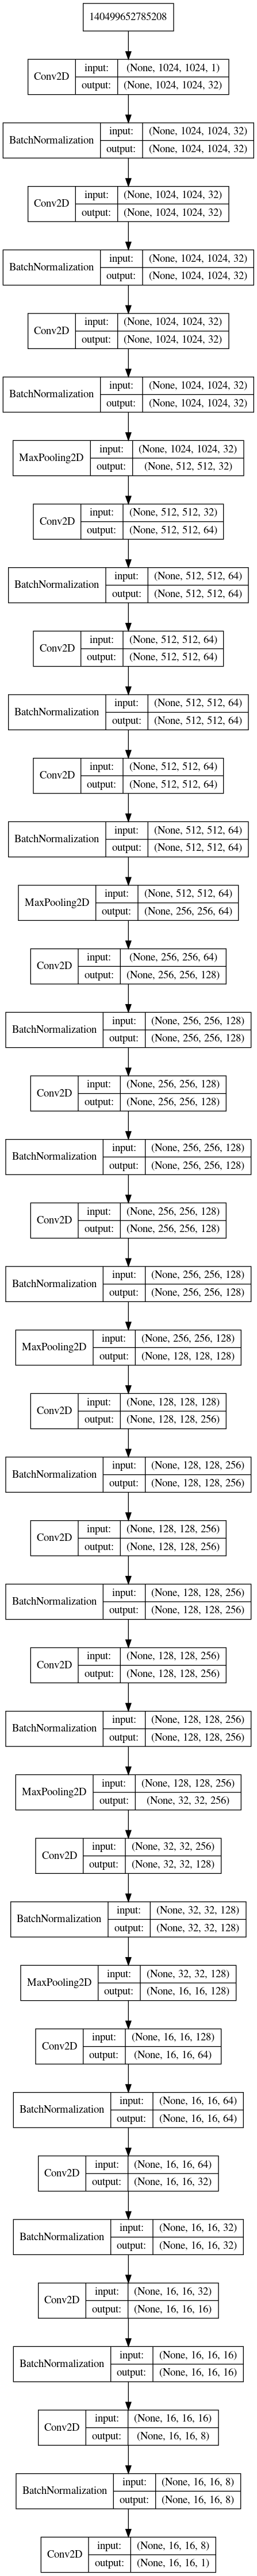 140499652785208
Conv2D input: (None, 1024, 1024, 1)
output: (None, 1024, 1024, 32)
BatchNormalization input: (None, 1024, 1024, 32)
output: (None, 1024, 1024, 32)
Conv2D input: (None, 1024, 1024, 32)
output: (None, 1024, 1024, 32)
BatchNormalization input: (None, 1024, 1024, 32)
output: (None, 1024, 1024, 32)
Conv2D input: (None, 1024, 1024, 32)
output: (None, 1024, 1024, 32)
BatchNormalization input: (None, 1024, 1024, 32)
output: (None, 1024, 1024, 32)
MaxPooling2D input: (None, 1024, 1024, 32)
output: (None, 512, 512, 32)
Conv2D input: (None, 512, 512, 32)
output: (None, 512, 512, 64)
BatchNormalization input: (None, 512, 512, 64)
output: (None, 512, 512, 64)
Conv2D input: (None, 512, 512, 64)
output: (None, 512, 512, 64)
BatchNormalization input: (None, 512, 512, 64)
output: (None, 512, 512, 64)
Conv2D input: (None, 512, 512, 64)
output: (None, 512, 512, 64)
BatchNormalization input: (None, 512, 512, 64)
output: (None, 512, 512, 64)
MaxPooling2D input: (None, 512, 512, 64)
output: (None, 256, 256, 64)
Conv2D input: (None, 256, 256, 64)
output: (None, 256, 256, 128)
BatchNormalization input: (None, 256, 256, 128)
output: (None, 256, 256, 128)
Conv2D input: (None, 256, 256, 128)
output: (None, 256, 256, 128)
BatchNormalization input: (None, 256, 256, 128)
output: (None, 256, 256, 128)
Conv2D input: (None, 256, 256, 128)
output: (None, 256, 256, 128)
BatchNormalization input: (None, 256, 256, 128)
output: (None, 256, 256, 128)
MaxPooling2D input: (None, 256, 256, 128)
output: (None, 128, 128, 128)
Conv2D input: (None, 128, 128, 128)
output: (None, 128, 128, 256)
BatchNormalization input: (None, 128, 128, 256)
output: (None, 128, 128, 256)
Conv2D input: (None, 128, 128, 256)
output: (None, 128, 128, 256)
BatchNormalization input: (None, 128, 128, 256)
output: (None, 128, 128, 256)
Conv2D input: (None, 128, 128, 256)
output: (None, 128, 128, 256)
BatchNormalization input: (None, 128, 128, 256)
output: (None, 128, 128, 256)
MaxPooling2D input: (None, 128, 128, 256)
output: (None, 32, 32, 256)
Conv2D input: (None, 32, 32, 256)
output: (None, 32, 32, 128)
BatchNormalization input: (None, 32, 32, 128)
output: (None, 32, 32, 128)
MaxPooling2D input: (None, 32, 32, 128)
output: (None, 16, 16, 128)
Conv2D input: (None, 16, 16, 128)
output: (None, 16, 16, 64)
BatchNormalization input: (None, 16, 16, 64)
output: (None, 16, 16, 64)
Conv2D input: (None, 16, 16, 64)
output: (None, 16, 16, 32)
BatchNormalization input: (None, 16, 16, 32)
output: (None, 16, 16, 32)
Conv2D input: (None, 16, 16, 32)
output: (None, 16, 16, 16)
BatchNormalization input: (None, 16, 16, 16)
output: (None, 16, 16, 16)
Conv2D input: (None, 16, 16, 16)
output: (None, 16, 16, 8)
BatchNormalization input: (None, 16, 16, 8)
output: (None, 16, 16, 8)
Conv2D input: (None, 16, 16, 8)
output: (None, 16, 16, 1)